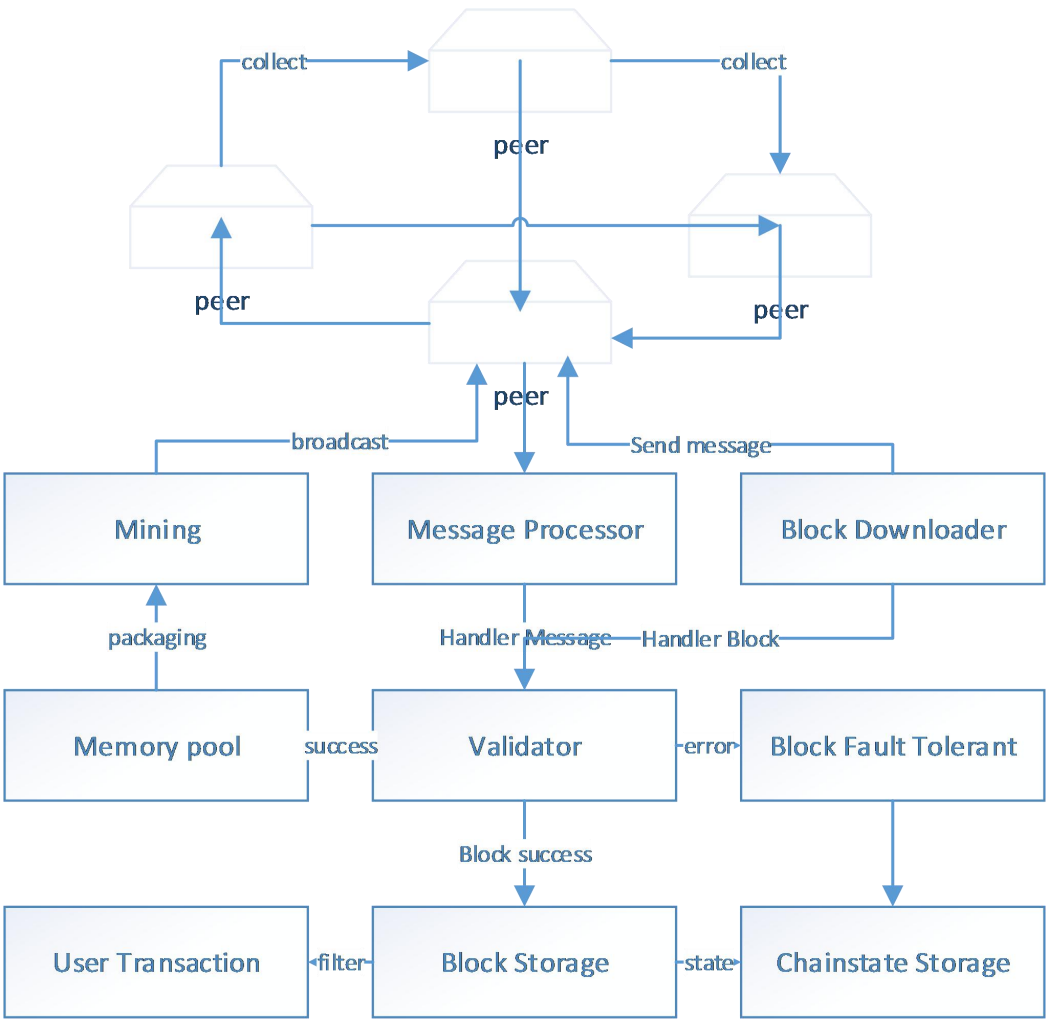 collect
collect
peer
peer
peer
peer
broadcast
Send message
Mining
Message Processor
Block Downloader
packaging
Handler Message
Handler Block
Memory pool
success
Validator
error
Block Fault Tolerant
Block success
User Transaction
filter
Block Storage
state
Chainstate Storage